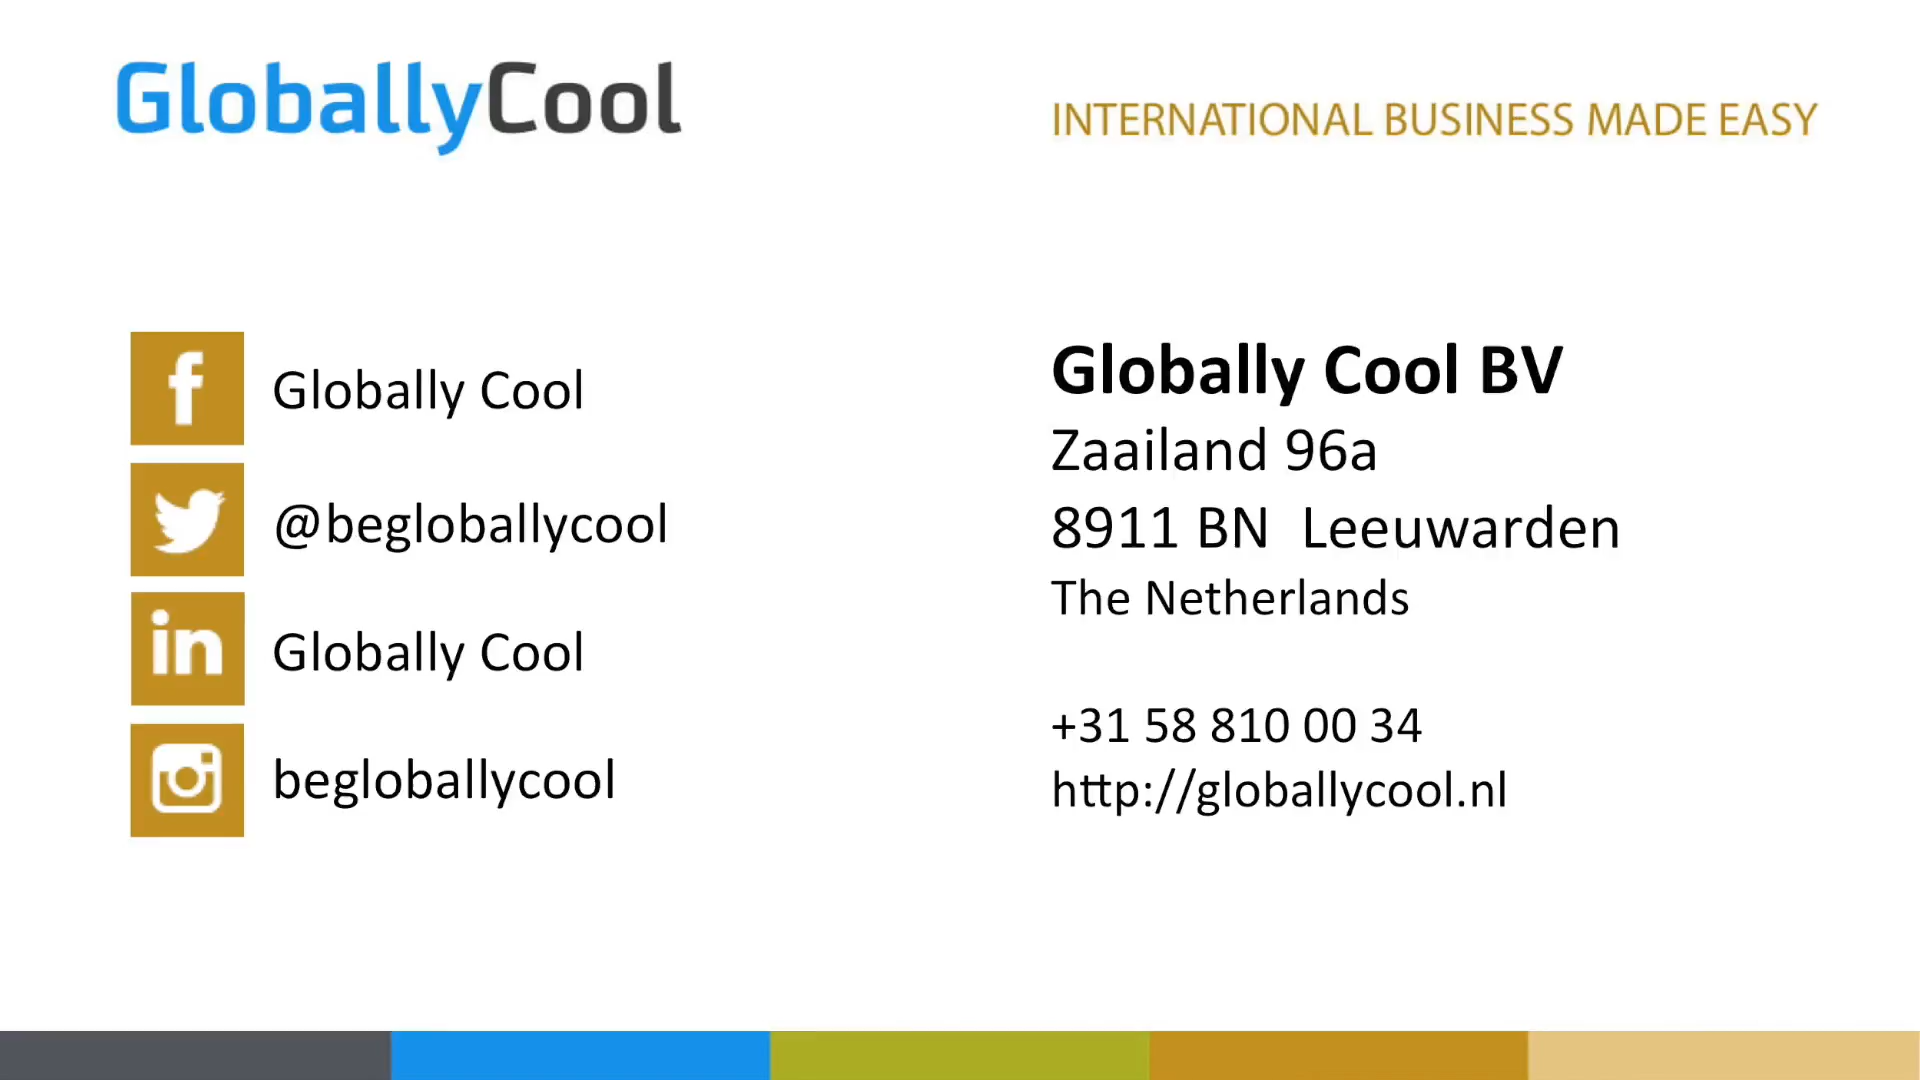 GloballyCool
INTERNATIONAL BUSINESS MADE EASY
Globally Cool
@begloballycool
Globally Cool
begloballycool
Globally Cool BV
Zaailand 96a
8911 BN  Leeuwarden
The Netherlands
+31 58 810 00 34
http://globallycool.nl